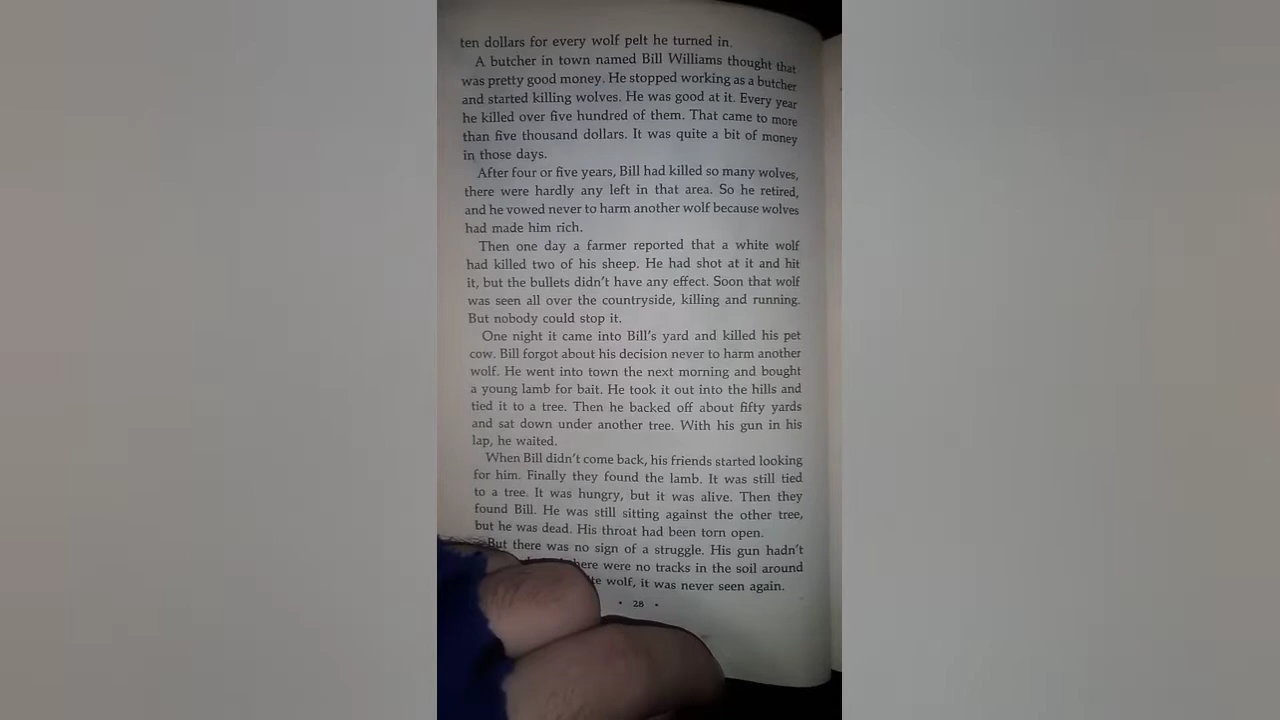 ten dollars for every wolf pelt he turned in.
A butcher in town named Bill Williams thought that
was pretty good money. He stopped working as a butcher
and started killing wolves. He was good at it. Every year
he killed over five hundred of them. That came to more
than five thousand dollars. It was quite a bit of money
in those days.
After four or five years, Bill had killed so many wolves,
there were hardly any left in that area. So he retired,
and he vowed never to harm another wolf because wolves
had made him rich.
Then one day a farmer reported that a white wolf
had killed two of his sheep. He had shot at it and hit
it, but the bullets didn't have any effect. Soon that wolf
was seen all over the countryside, killing and running.
But nobody could stop it.
One night it came into Bill's yard and killed his pet
cow. Bill forgot about his decision never to harm another
wolf. He went into town the next morning and bought
a young lamb for bait. He took it out into the hills and
tied it to a tree. Then he backed off about fifty yards
and sat down under another tree. With his gun in his
lap, he waited.
When Bill didn't come back, his friends started looking
for him. Finally they found the lamb. It was still tied
to a tree. It was hungry, but it was alive. Then they
found Bill. He was still sitting against the other tree,
but he was dead. His throat had been torn open.
But there was no sign of a struggle. His gun hadn't
were no tracks in the soil around
wolf, it was never seen again.
• 28 •